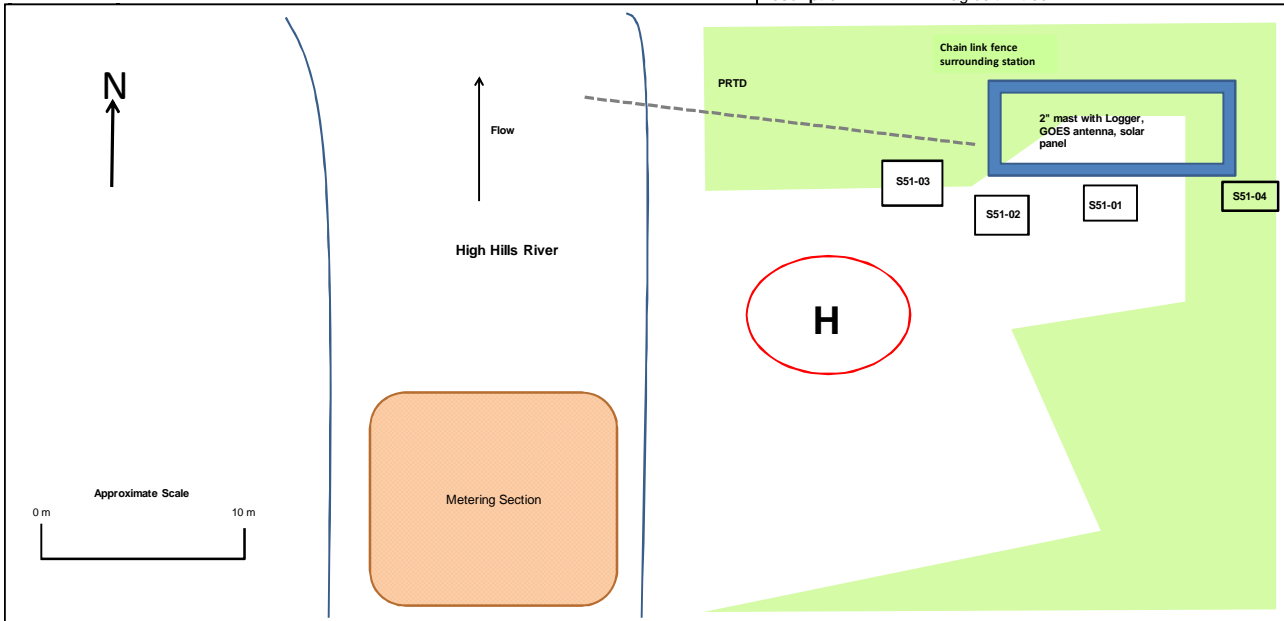 N
Flow
High Hills River
Metering Section
Approximate Scale
0 m
10 m
PRTD
Chain link fence
surrounding station
2" mast with Logger,
GOES antenna, solar
panel
S51-03
S51-02
S51-01
S51-04
H